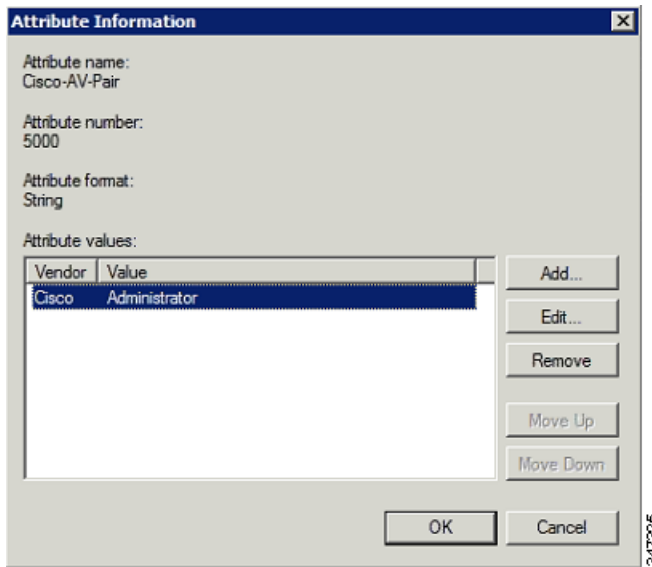 Attribute Information
Attribute name:
Cisco-AV-Pair
Attribute number:
5000
Attribute format:
String
Attribute values:
Vendor Value
Cisco Administrator
Add...
Edit...
Remove
Move Up
Move Down
OK
Cancel